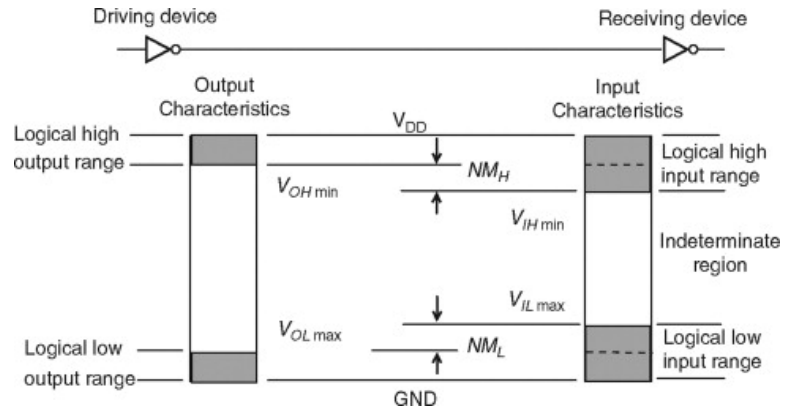 Driving device
Receiving device
Output
Characteristics
Input
Characteristics
Logical high
output range
V_DD
NM_H
V_OH min
V_IH min
Logical high
input range
Indeterminate
region
V_IL max
V_OL max
NM_L
Logical low
output range
Logical low
input range
GND